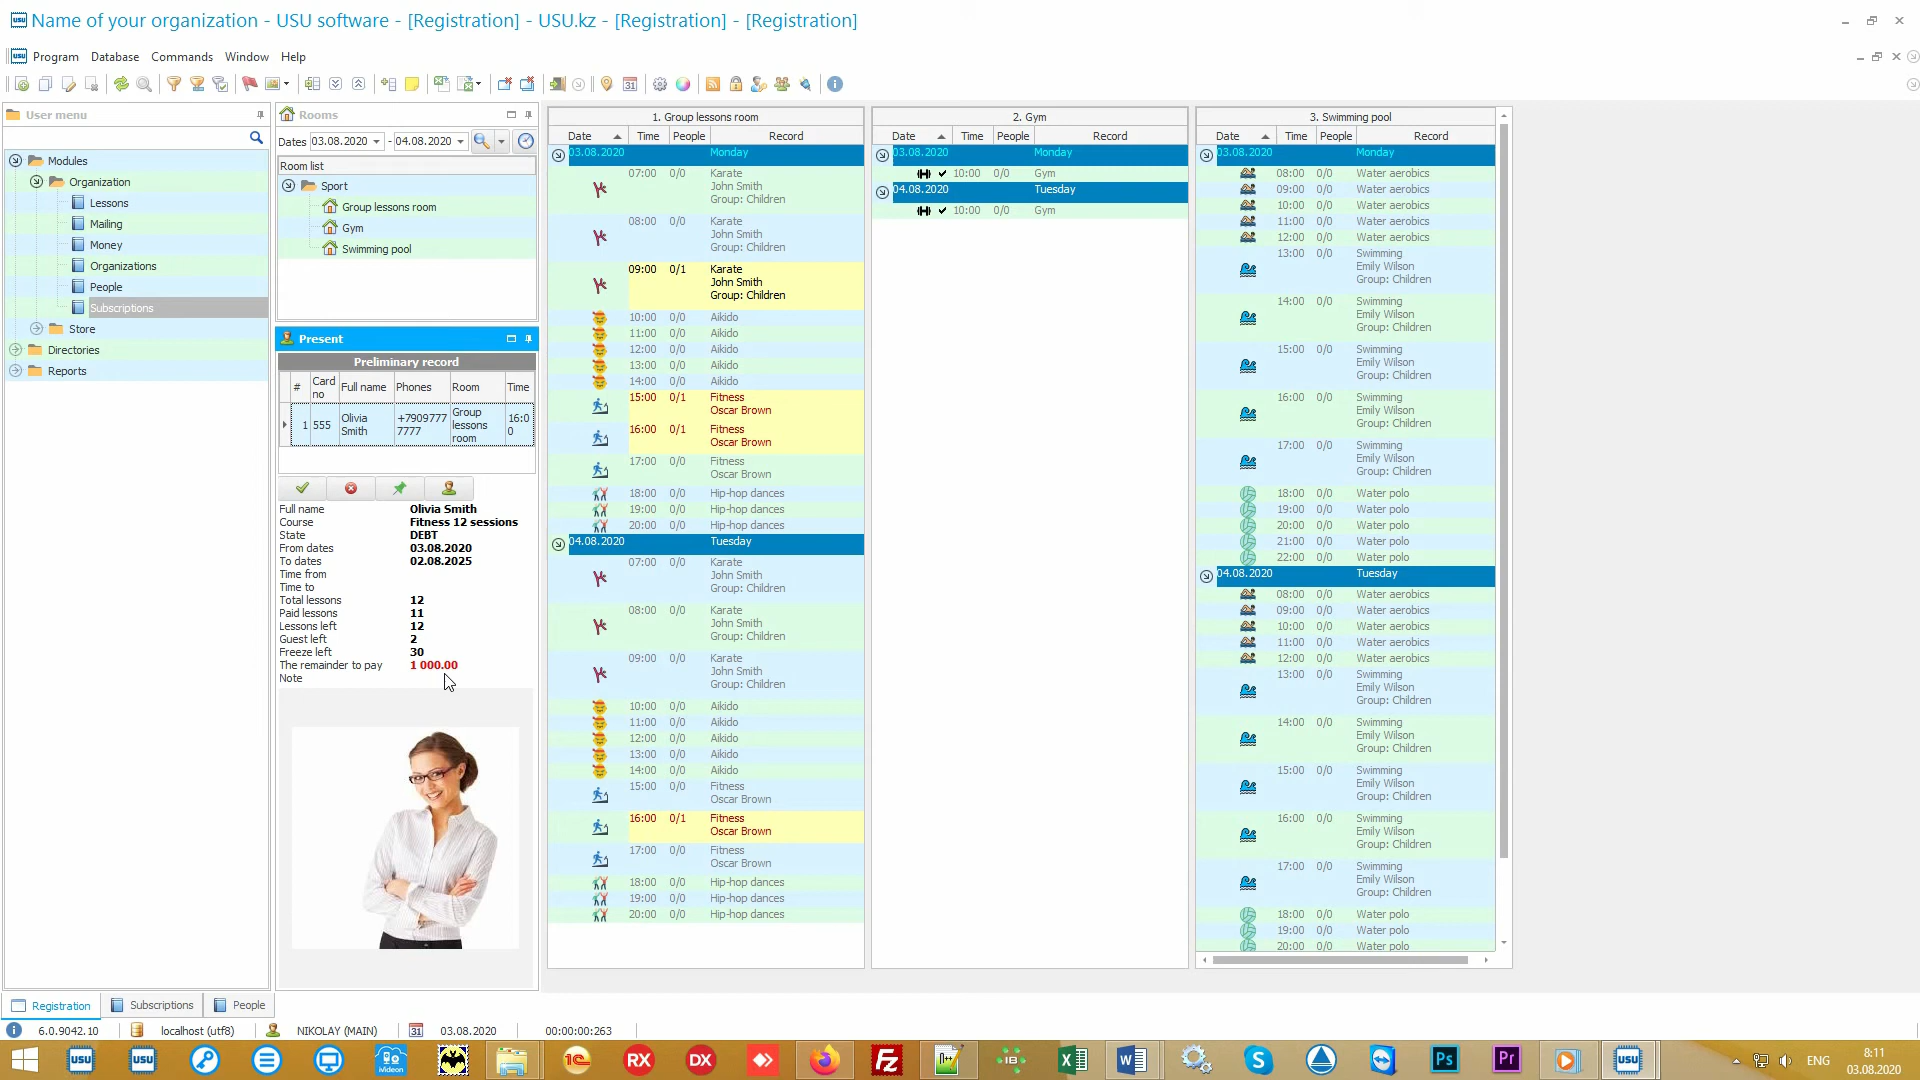 Name of your organization - USU software - [Registration] - USU.kz - [Registration] - [Registration]
Program Database Commands Window Help
User menu
Modules
Organization
Lessons
Mailing
Money
Organizations
People
Subscriptions
Store
Directories
Reports
Rooms
Dates 03.08.2020 - 04.08.2020
Room list
Sport
Group lessons room
Gym
Swimming pool
Present
Preliminary record
# Card no Full name Phones Room Time
1 555 Olivia Smith +7909777 7777 Group lessons room 16:0 0
Full name Olivia Smith
Course Fitness 12 sessions
State DEBT
From dates 03.08.2020
To dates 02.08.2025
Time from
Time to
Total lessons 12
Paid lessons 11
Lessons left 12
Guest left 2
Freeze left 30
The remainder to pay 1 000.00
Note
1. Group lessons room
Date Time People Record
03.08.2020 Monday
07:00 0/0 Karate
John Smith
Group: Children
08:00 0/0 Karate
John Smith
Group: Children
09:00 0/1 Karate
John Smith
Group: Children
10:00 0/0 Aikido
11:00 0/0 Aikido
12:00 0/0 Aikido
13:00 0/0 Aikido
14:00 0/0 Aikido
15:00 0/1 Fitness
Oscar Brown
16:00 0/1 Fitness
Oscar Brown
17:00 0/0 Fitness
Oscar Brown
18:00 0/0 Hip-hop dances
19:00 0/0 Hip-hop dances
20:00 0/0 Hip-hop dances
04.08.2020 Tuesday
07:00 0/0 Karate
John Smith
Group: Children
08:00 0/0 Karate
John Smith
Group: Children
09:00 0/0 Karate
John Smith
Group: Children
10:00 0/0 Aikido
11:00 0/0 Aikido
12:00 0/0 Aikido
13:00 0/0 Aikido
14:00 0/0 Aikido
15:00 0/0 Fitness
Oscar Brown
16:00 0/1 Fitness
Oscar Brown
17:00 0/0 Fitness
Oscar Brown
18:00 0/0 Hip-hop dances
19:00 0/0 Hip-hop dances
20:00 0/0 Hip-hop dances
2. Gym
Date Time People Record
03.08.2020 Monday
10:00 0/0 Gym
04.08.2020 Tuesday
10:00 0/0 Gym
3. Swimming pool
Date Time People Record
03.08.2020 Monday
08:00 0/0 Water aerobics
09:00 0/0 Water aerobics
10:00 0/0 Water aerobics
11:00 0/0 Water aerobics
12:00 0/0 Water aerobics
13:00 0/0 Swimming
Emily Wilson
Group: Children
14:00 0/0 Swimming
Emily Wilson
Group: Children
15:00 0/0 Swimming
Emily Wilson
Group: Children
16:00 0/0 Swimming
Emily Wilson
Group: Children
17:00 0/0 Swimming
Emily Wilson
Group: Children
18:00 0/0 Water polo
19:00 0/0 Water polo
20:00 0/0 Water polo
21:00 0/0 Water polo
22:00 0/0 Water polo
04.08.2020 Tuesday
08:00 0/0 Water aerobics
09:00 0/0 Water aerobics
10:00 0/0 Water aerobics
11:00 0/0 Water aerobics
12:00 0/0 Water aerobics
13:00 0/0 Swimming
Emily Wilson
Group: Children
14:00 0/0 Swimming
Emily Wilson
Group: Children
15:00 0/0 Swimming
Emily Wilson
Group: Children
16:00 0/0 Swimming
Emily Wilson
Group: Children
17:00 0/0 Swimming
Emily Wilson
Group: Children
18:00 0/0 Water polo
19:00 0/0 Water polo
20:00 0/0 Water polo
Registration Subscriptions People
6.0.9042.10 localhost (utf8) NIKOLAY (MAIN) 03.08.2020 00:00:00:263
USU USU iVideon 1C RX DX FZ IB X W S Ps Pr USU ENG
8:11
03.08.2020